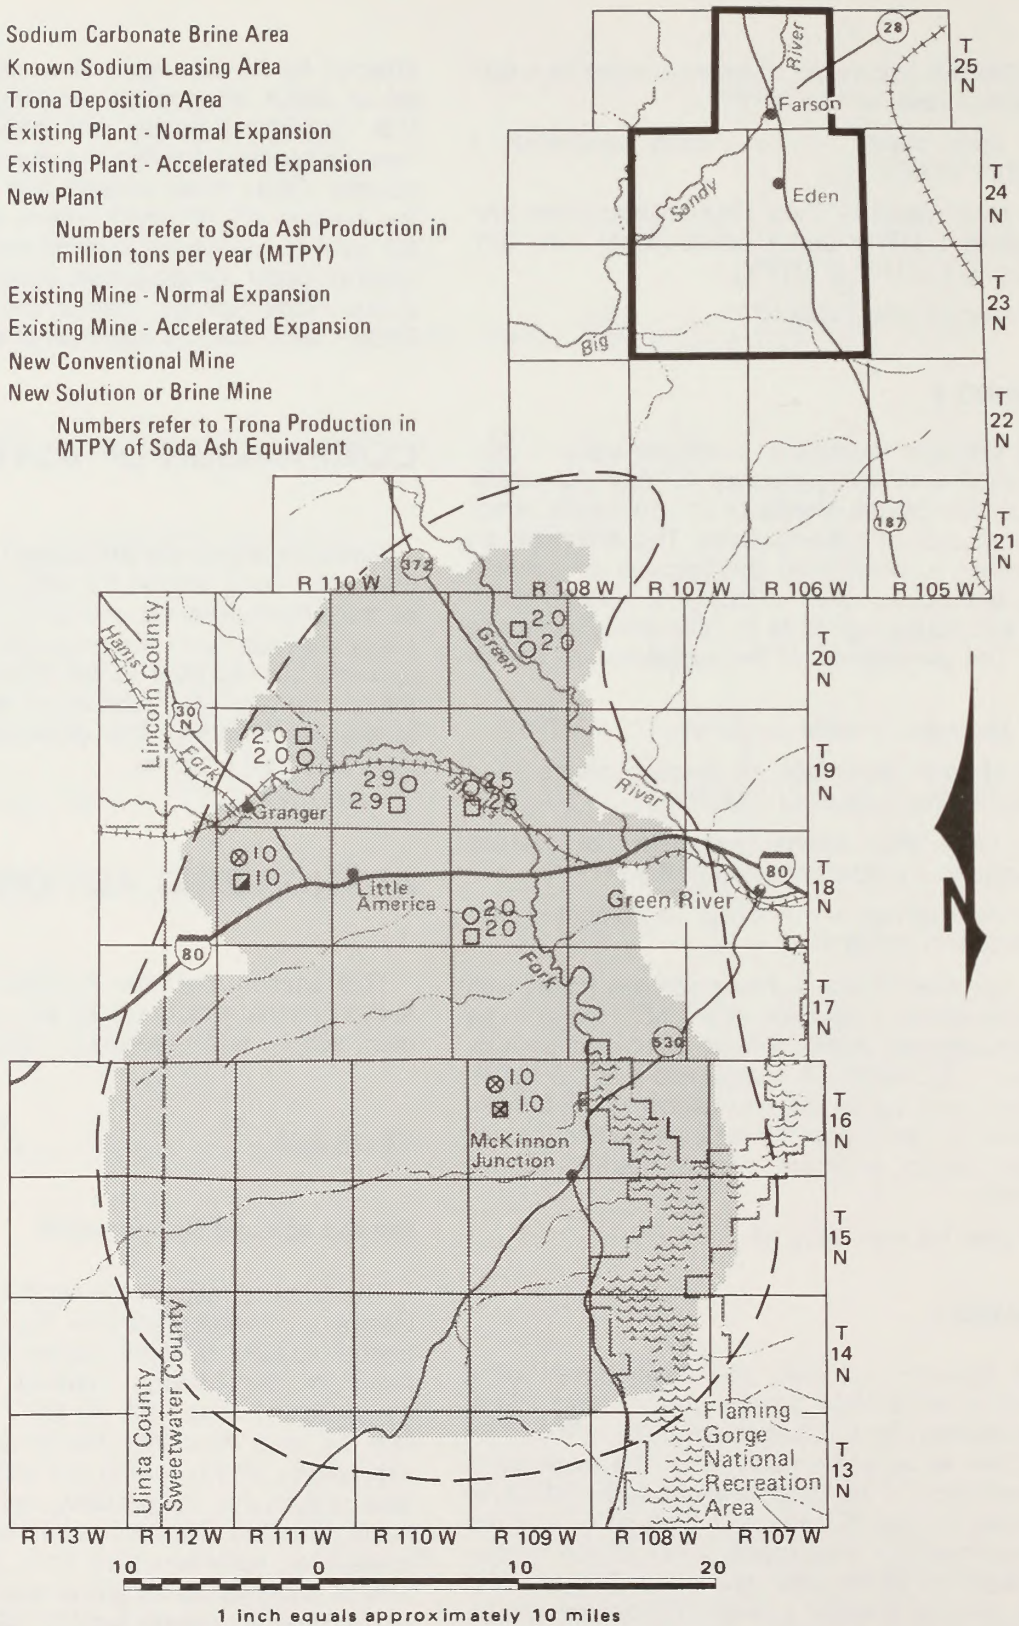 Sodium Carbonate Brine Area
Known Sodium Leasing Area
Trona Deposition Area
Existing Plant - Normal Expansion
Existing Plant - Accelerated Expansion
New Plant
Numbers refer to Soda Ash Production in
million tons per year (MTPY)
Existing Mine - Normal Expansion
Existing Mine - Accelerated Expansion
New Conventional Mine
New Solution or Brine Mine
Numbers refer to Trona Production in
MTPY of Soda Ash Equivalent
River
28
T
25
N
Farson
T
24
N
Sandy
Eden
T
23
N
Big
T
22
N
187
T
21
N
R 110 W
372
R 108 W
R 107 W
R 106 W
R 105 W
Lincoln County
Hams
Fork
30
N
Green
River
2.0
2.0
T
20
N
2.0
2.0
2.9
2.9
2.5
2.5
Blacks
Fork
T
19
N
Granger
1.0
1.0
Little
America
80
Green River
T
18
N
2.0
2.0
80
N
T
17
N
530
1.0
1.0
McKinnon
Junction
T
16
N
T
15
N
T
14
N
Uinta County
Sweetwater County
Flaming
Gorge
National
Recreation
Area
T
13
N
R 113 W
R 112 W
R 111 W
R 110 W
R 109 W
R 108 W
R 107 W
10
0
10
20
1 inch equals approximately 10 miles